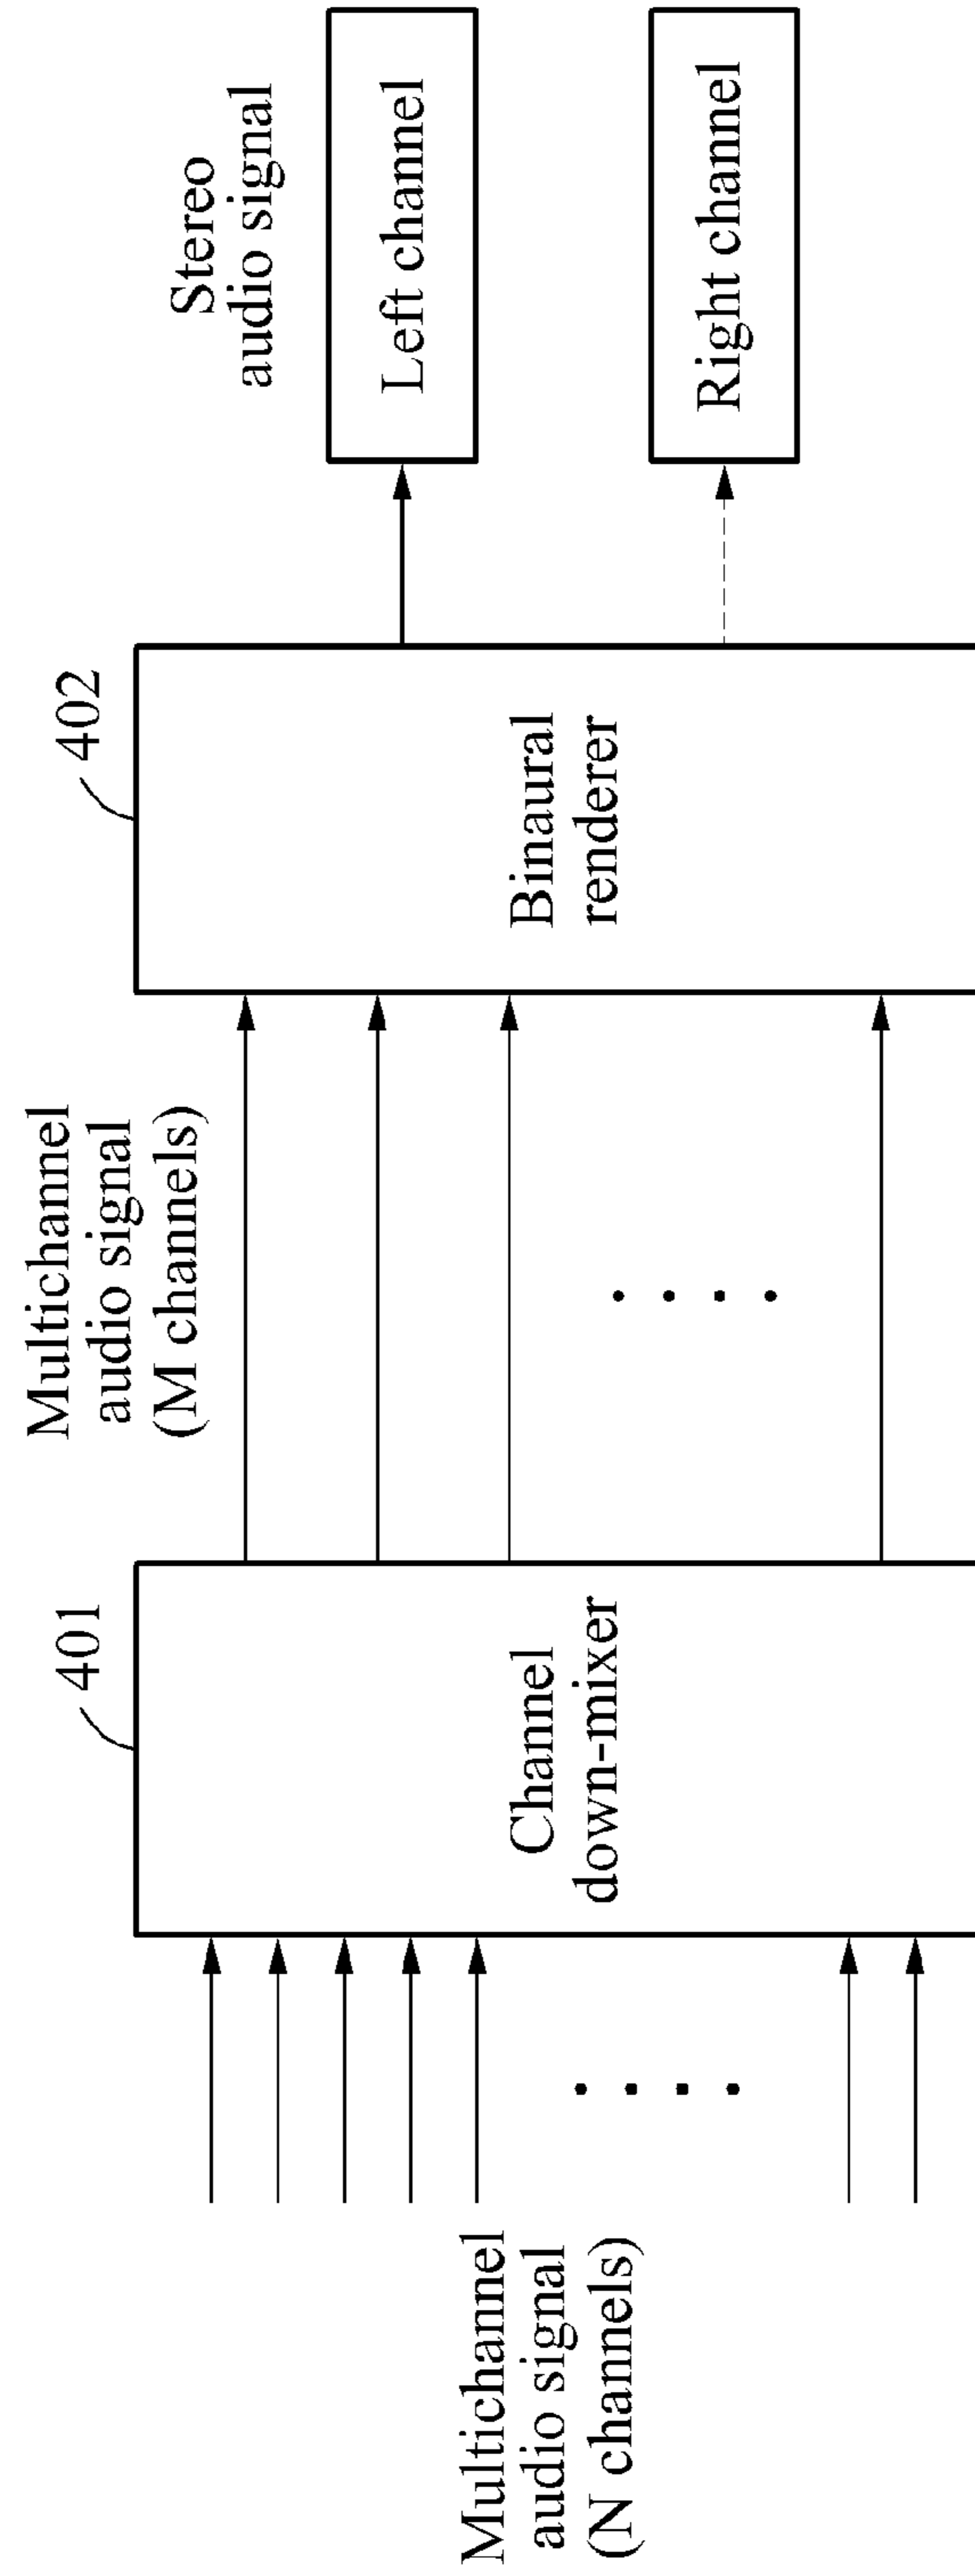 Multichannel
audio signal
(N channels)
401
Channel
down-mixer
Multichannel
audio signal
(M channels)
402
Binaural
renderer
Stereo
audio signal
Left channel
Right channel